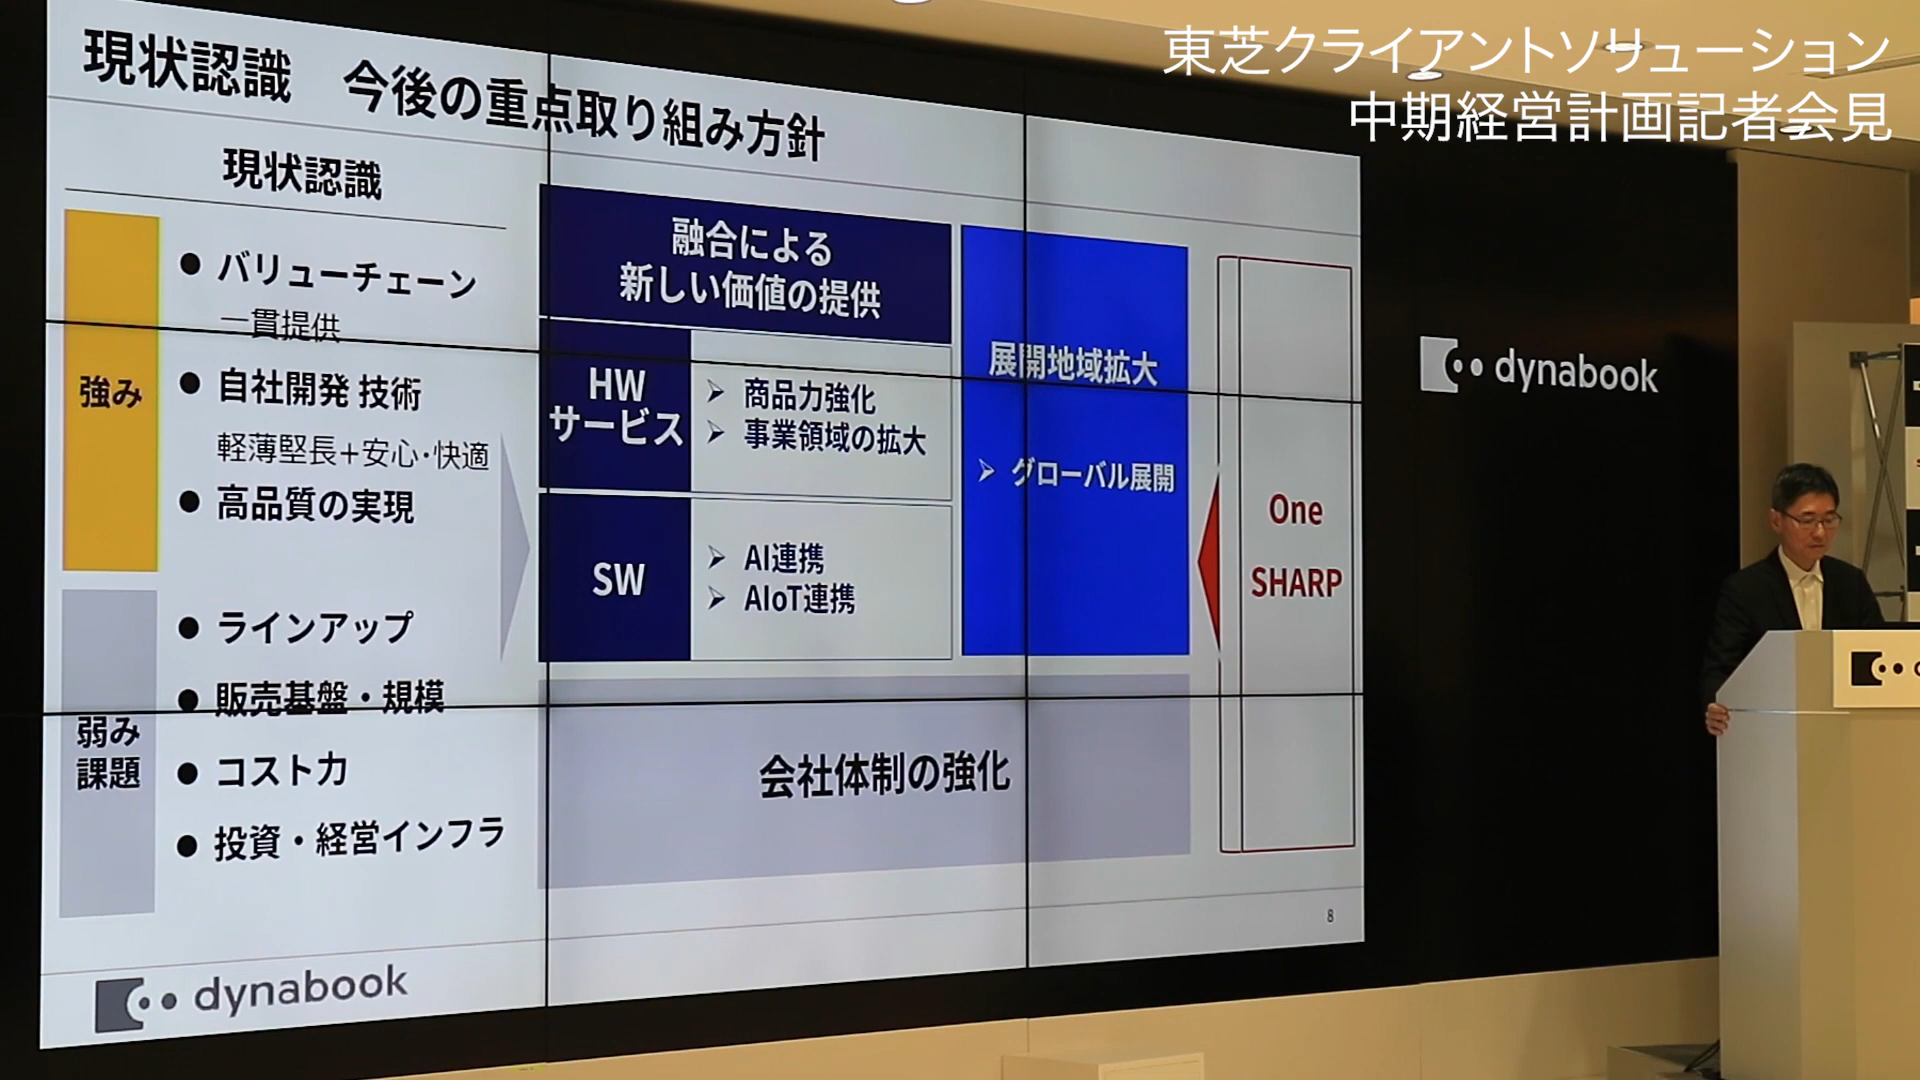 東芝クライアントソリューション
中期経営計画記者会見
現状認識 今後の重点取り組み方針
現状認識
強み
● バリューチェーン
一貫提供
● 自社開発 技術
軽薄堅長+安心・快適
● 高品質の実現
弱み
課題
● ラインアップ
● 販売基盤・規模
● コスト力
● 投資・経営インフラ
融合による
新しい価値の提供
HW
サービス
➢ 商品力強化
➢ 事業領域の拡大
SW
➢ AI連携
➢ AIoT連携
展開地域拡大
➢ グローバル展開
One
SHARP
会社体制の強化
8
dynabook
dynabook